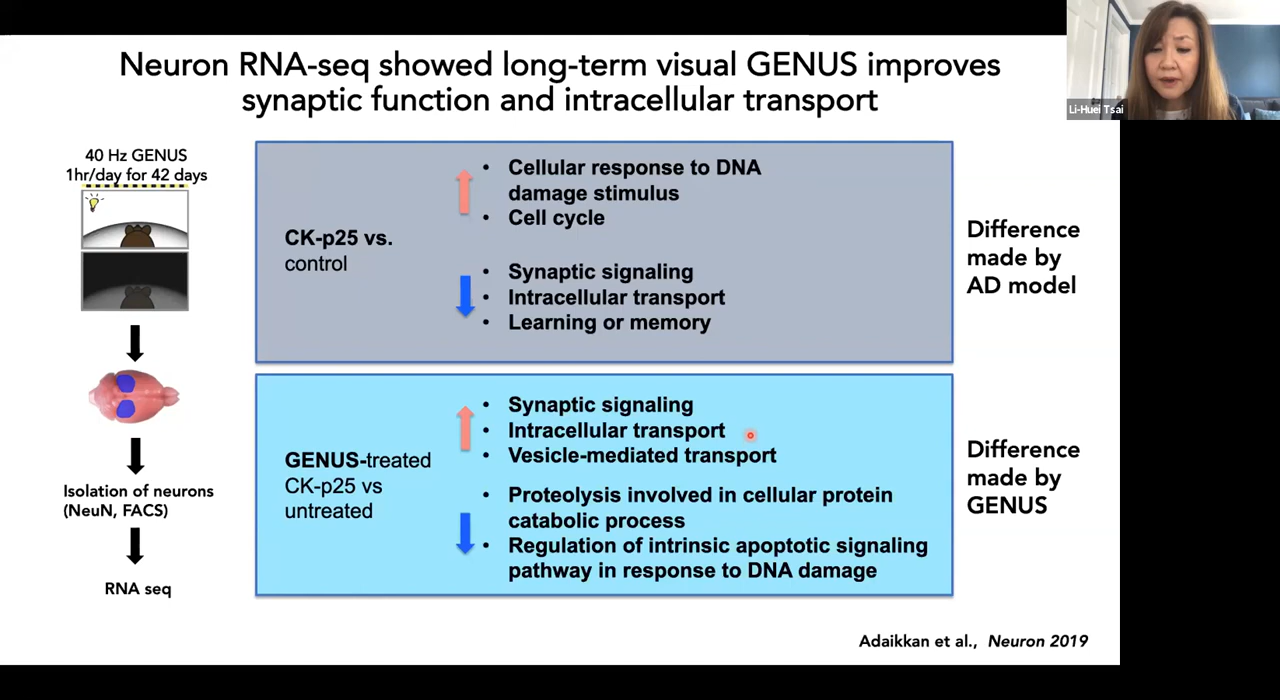 Neuron RNA-seq showed long-term visual GENUS improves
synaptic function and intracellular transport
Li-Huei Tsai
40 Hz GENUS
1hr/day for 42 days
Isolation of neurons
(NeuN, FACS)
RNA seq
CK-p25 vs.
control
• Cellular response to DNA
damage stimulus
• Cell cycle
• Synaptic signaling
• Intracellular transport
• Learning or memory
Difference
made by
AD model
GENUS-treated
CK-p25 vs
untreated
• Synaptic signaling
• Intracellular transport
• Vesicle-mediated transport
• Proteolysis involved in cellular protein
catabolic process
• Regulation of intrinsic apoptotic signaling
pathway in response to DNA damage
Difference
made by
GENUS
Adaikkan et al., Neuron 2019